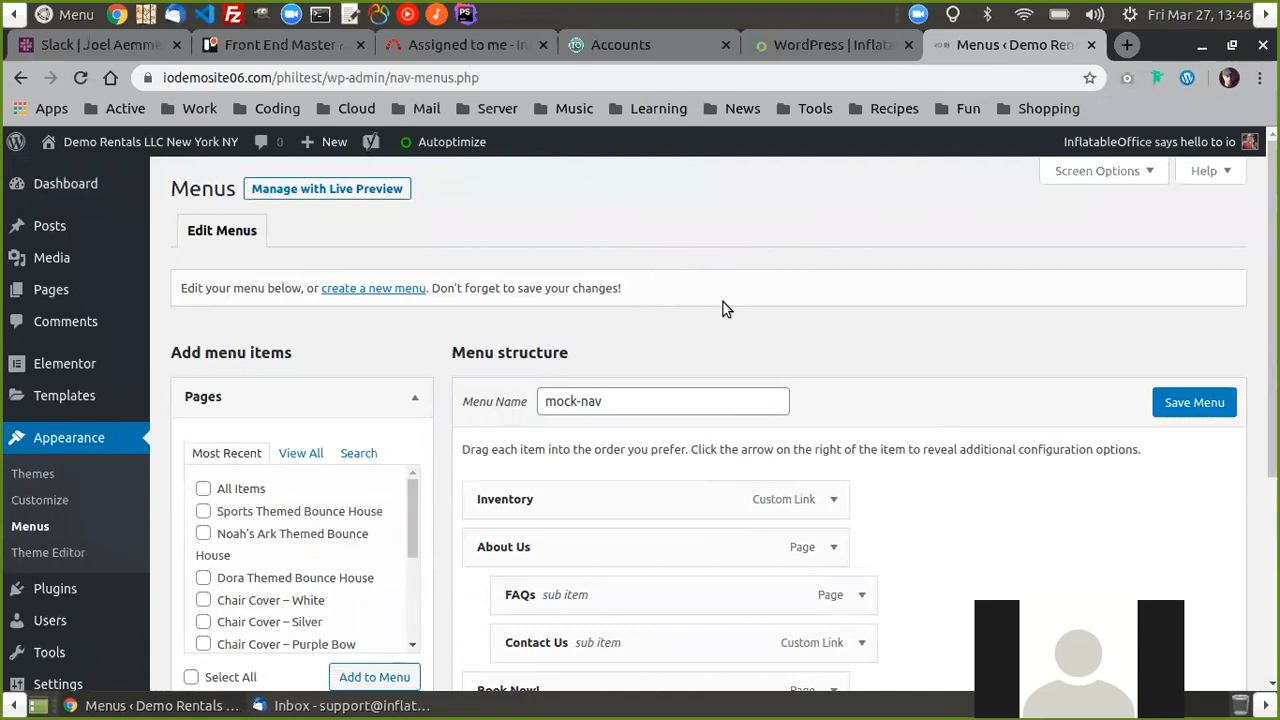 Menu
Fri Mar 27, 13:46
Slack | Joel Aemme
Front End Master
Assigned to me - In
Accounts
WordPress | Inflata
Menus ‹ Demo Ren
iodemosite06.com/philtest/wp-admin/nav-menus.php
Apps
Active
Work
Coding
Cloud
Mail
Server
Music
Learning
News
Tools
Recipes
Fun
Shopping
Demo Rentals LLC New York NY
0
New
Autoptimize
InflatableOffice says hello to io
Dashboard
Posts
Media
Pages
Comments
Elementor
Templates
Appearance
Themes
Customize
Menus
Theme Editor
Plugins
Users
Tools
Settings
Menus
Manage with Live Preview
Screen Options
Help
Edit Menus
Edit your menu below, or create a new menu. Don't forget to save your changes!
Add menu items
Pages
Most Recent
View All
Search
All Items
Sports Themed Bounce House
Noah's Ark Themed Bounce
House
Dora Themed Bounce House
Chair Cover – White
Chair Cover – Silver
Chair Cover – Purple Bow
Select All
Add to Menu
Menu structure
Menu Name
mock-nav
Save Menu
Drag each item into the order you prefer. Click the arrow on the right of the item to reveal additional configuration options.
Inventory
Custom Link
About Us
Page
FAQs sub item
Page
Contact Us sub item
Custom Link
Book Now!
Page
Menus ‹ Demo Rentals ...
Inbox - support@inflat...